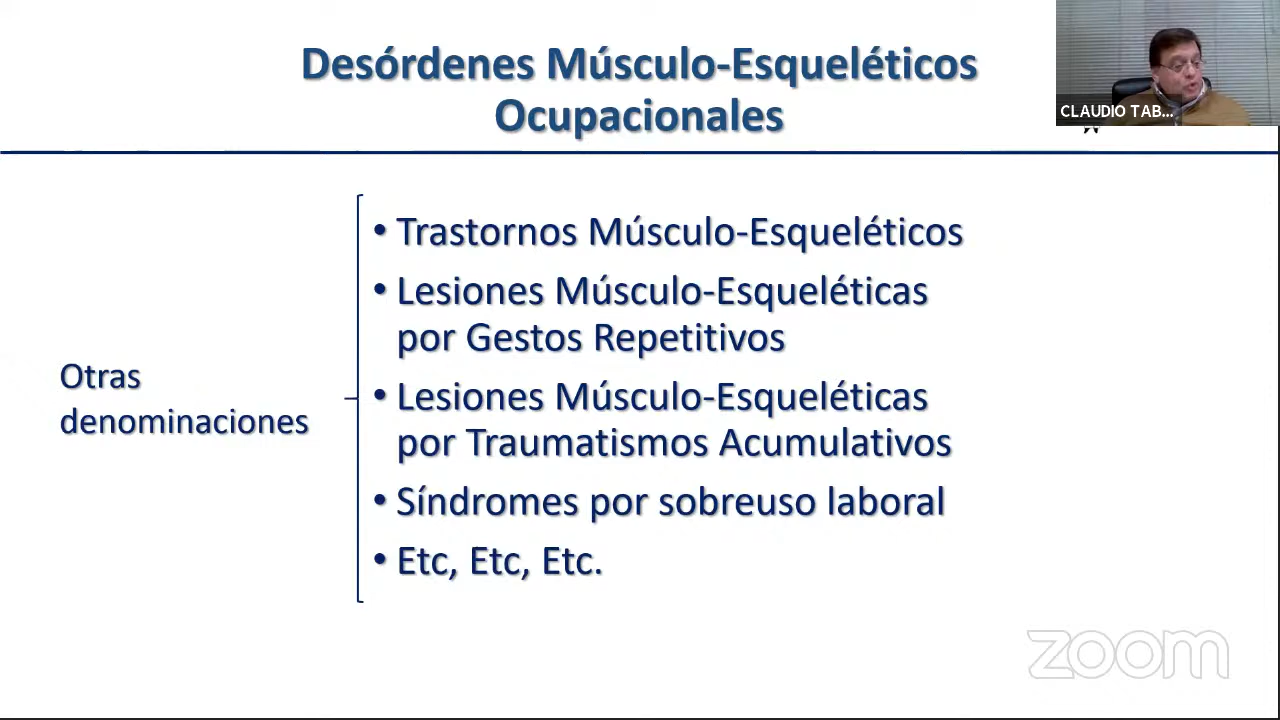 Desórdenes Músculo-Esqueléticos
Ocupacionales
CLAUDIO TAB...
Otras
denominaciones
• Trastornos Músculo-Esqueléticos
• Lesiones Músculo-Esqueléticas
por Gestos Repetitivos
• Lesiones Músculo-Esqueléticas
por Traumatismos Acumulativos
• Síndromes por sobreuso laboral
• Etc, Etc, Etc.
zoom